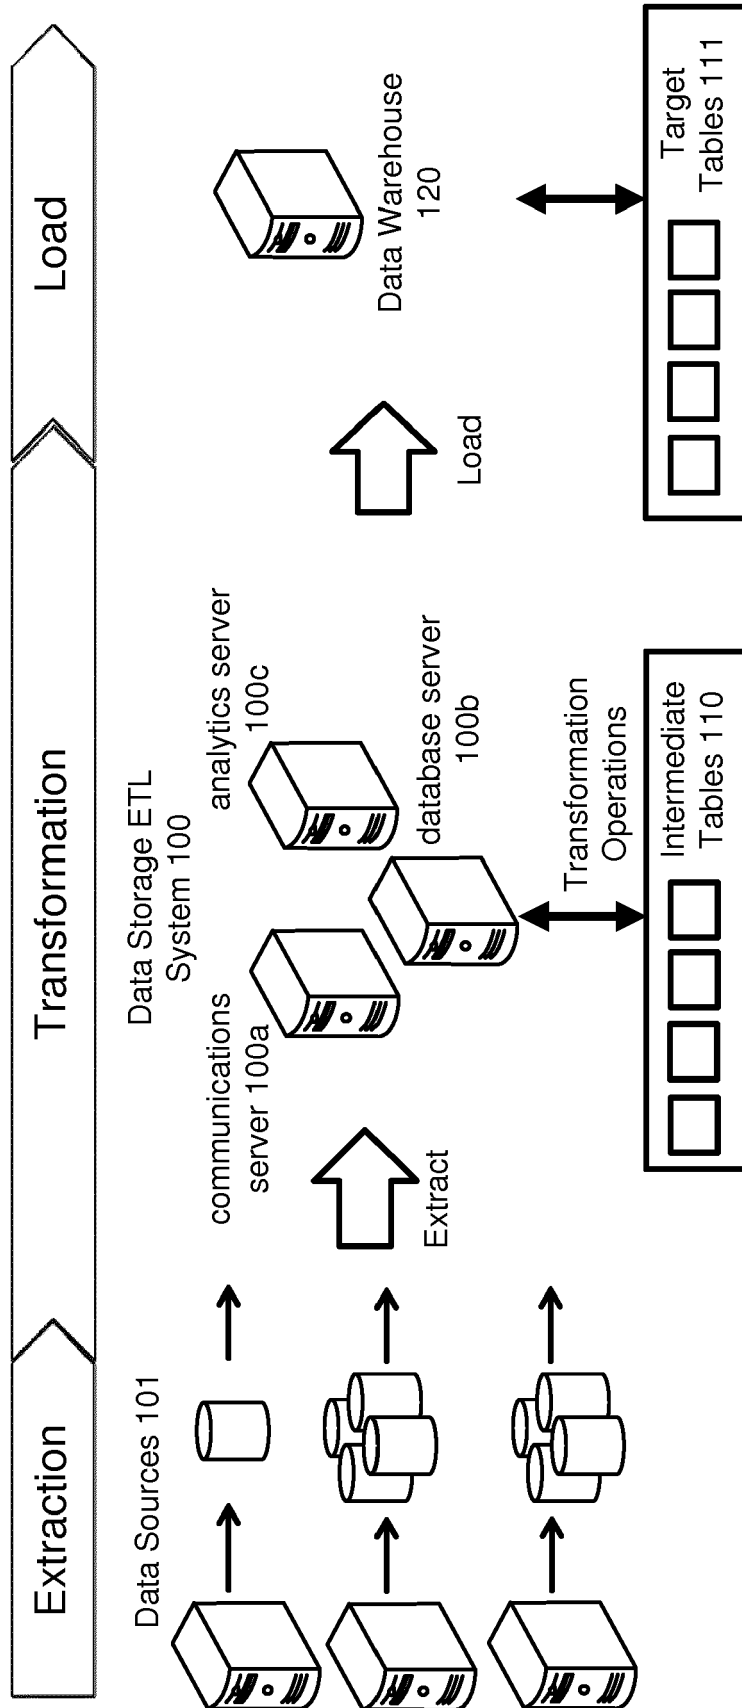 Extraction
Transformation
Load
Data Sources 101
Data Storage ETL
System 100
communications
server 100a
analytics server
100c
database server
100b
Extract
Load
Data Warehouse
120
Transformation
Operations
Intermediate
Tables 110
Target
Tables 111